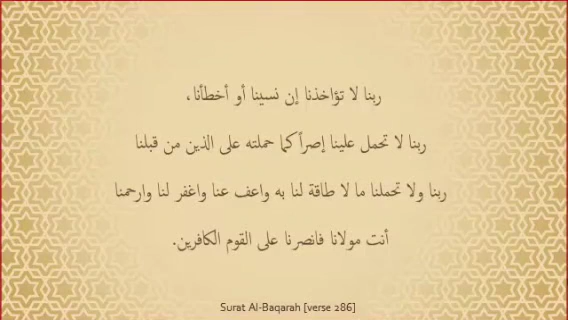 ربنا لا تؤاخذنا إن نسينا أو أخطأنا،
ربنا لا تحمل علينا إصراً كما حملته على الذين من قبلنا
ربنا ولا تحملنا ما لا طاقة لنا به واعف عنا واغفر لنا وارحمنا
أنت مولانا فانصرنا على القوم الكافرين.
Surat Al-Baqarah [verse 286]